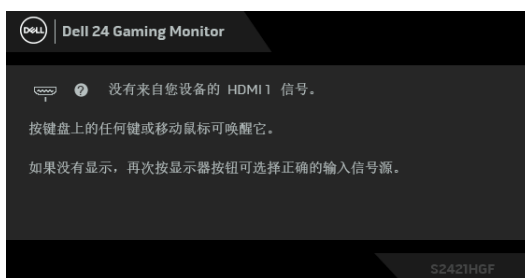 DELL Dell 24 Gaming Monitor
? 没有来自您设备的 HDMI 1 信号。
按键盘上的任何键或移动鼠标可唤醒它。
如果没有显示，再次按显示器按钮可选择正确的输入信号源。
S2421HGF